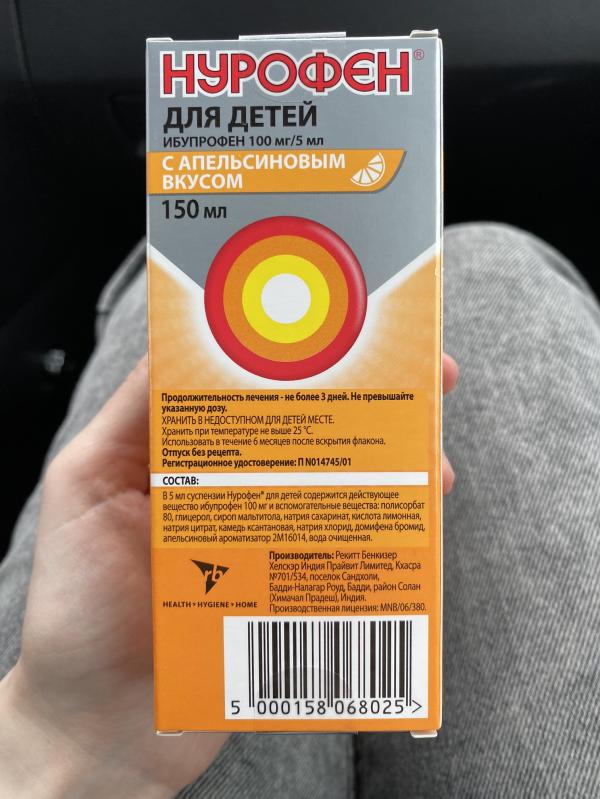 НУРОФЕН®
ДЛЯ ДЕТЕЙ
ИБУПРОФЕН 100 мг/5 мл
С АПЕЛЬСИНОВЫМ
ВКУСОМ
150 мл
Продолжительность лечения - не более 3 дней. Не превышайте
указанную дозу.
ХРАНИТЬ В НЕДОСТУПНОМ ДЛЯ ДЕТЕЙ МЕСТЕ.
Хранить при температуре не выше 25 °С.
Использовать в течение 6 месяцев после вскрытия флакона.
Отпуск без рецепта.
Регистрационное удостоверение: П N014745/01
СОСТАВ:
В 5 мл суспензии Нурофен® для детей содержится действующее
вещество ибупрофен 100 мг и вспомогательные вещества: полисорбат
80, глицерол, сироп мальтитола, натрия сахаринат, кислота лимонная,
натрия цитрат, камедь ксантановая, натрия хлорид, домифена бромид,
апельсиновый ароматизатор 2М16014, вода очищенная.
rb
HEALTH • HYGIENE • HOME
Производитель: Рекитт Бенкизер
Хелскэр Индия Прайвит Лимитед, Кхасра
№701/534, поселок Сандхоли,
Бадди-Налагар Роуд, Бадди, район Солан
(Химачал Прадеш), Индия.
Производственная лицензия: MNB/06/380.
5 000158 068025 >